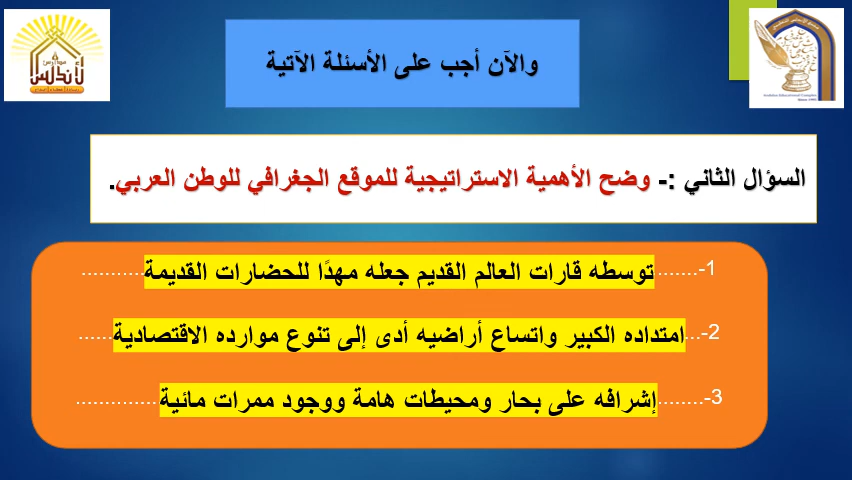 مدارس
الأندلس
والآن أجب على الأسئلة الآتية
السؤال الثاني :- وضح الأهمية الاستراتيجية للموقع الجغرافي للوطن العربي.
1-.......توسطه قارات العالم القديم جعله مهدًا للحضارات القديمة...........
2-...امتداده الكبير واتساع أراضيه أدى إلى تنوع موارده الاقتصادية......
3-........إشرافه على بحار ومحيطات هامة ووجود ممرات مائية..............